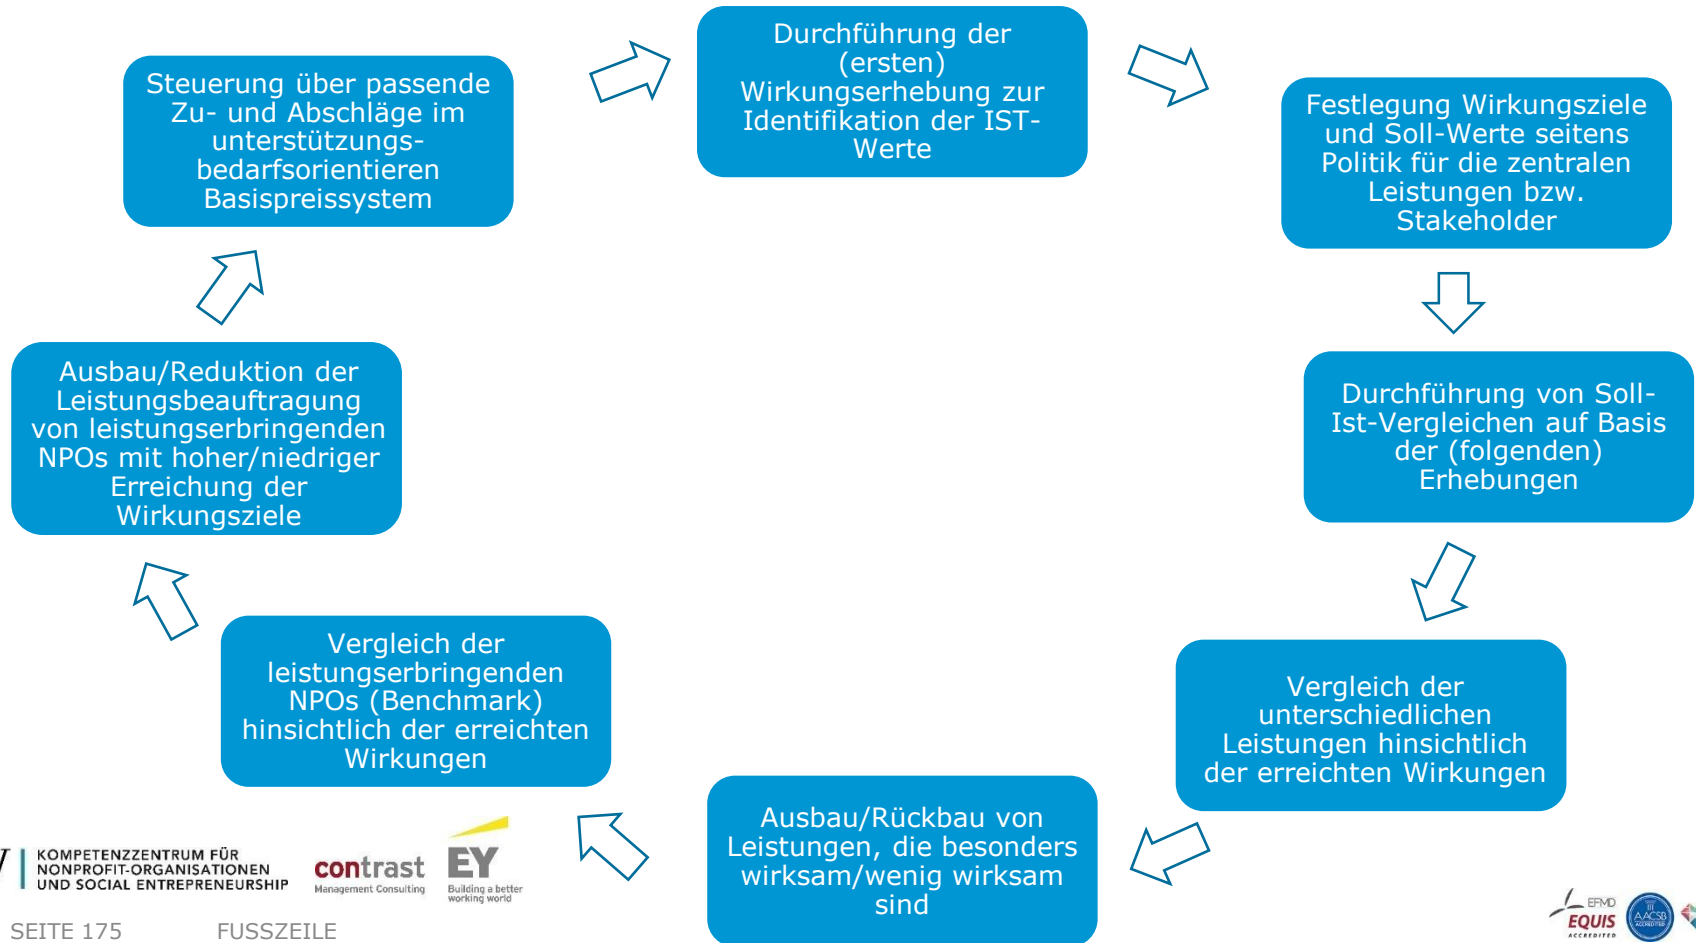 Durchführung der
(ersten)
Wirkungserhebung zur
Identifikation der IST-
Werte
Festlegung Wirkungsziele
und Soll-Werte seitens
Politik für die zentralen
Leistungen bzw.
Stakeholder
Durchführung von Soll-
Ist-Vergleichen auf Basis
der (folgenden)
Erhebungen
Vergleich der
unterschiedlichen
Leistungen hinsichtlich
der erreichten Wirkungen
Ausbau/Rückbau von
Leistungen, die besonders
wirksam/wenig wirksam
sind
Vergleich der
leistungserbringenden
NPOs (Benchmark)
hinsichtlich der erreichten
Wirkungen
Ausbau/Reduktion der
Leistungsbeauftragung
von leistungserbringenden
NPOs mit hoher/niedriger
Erreichung der
Wirkungsziele
Steuerung über passende
Zu- und Abschläge im
unterstützungs-
bedarfsorientieren
Basispreissystem
KOMPETENZZENTRUM FÜR
NONPROFIT-ORGANISATIONEN
UND SOCIAL ENTREPRENEURSHIP
contrast
Management Consulting
EY
Building a better
working world
EFMD
EQUIS
ACCREDITED
AACSB
ACCREDITED
SEITE 175
FUSSZEILE